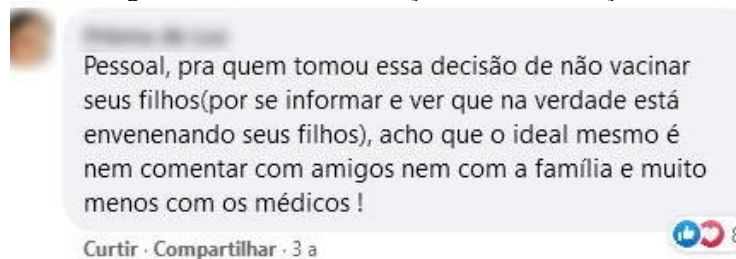 Pessoal, pra quem tomou essa decisão de não vacinar
seus filhos(por se informar e ver que na verdade está
envenenando seus filhos), acho que o ideal mesmo é
nem comentar com amigos nem com a família e muito
menos com os médicos !
Curtir · Compartilhar · 3 a